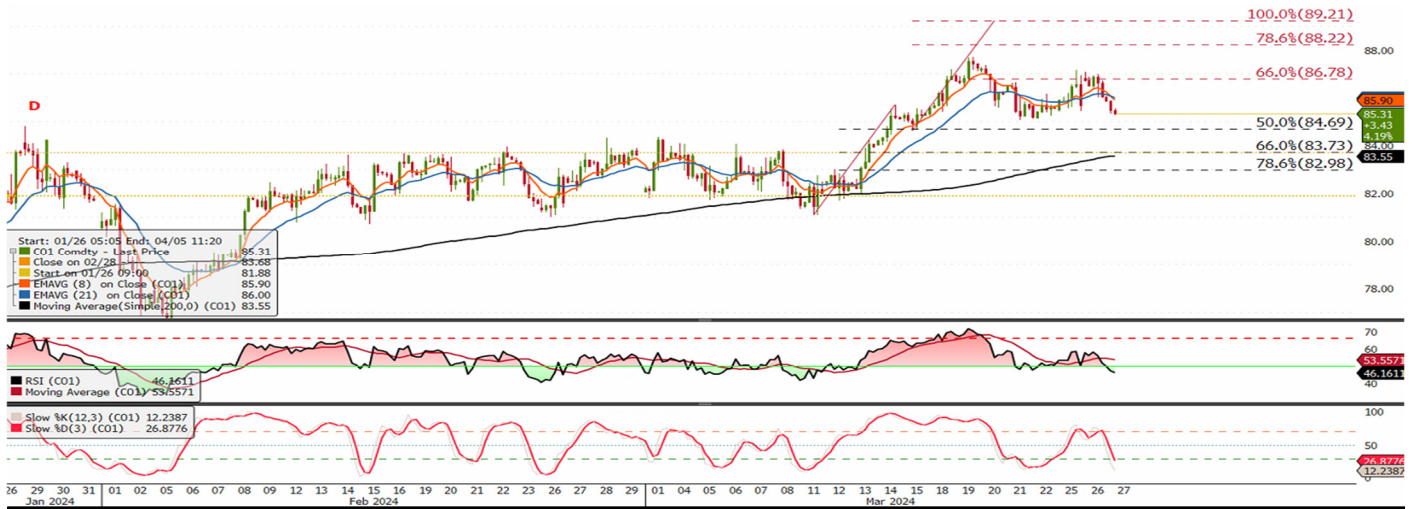 100.0%(89.21)
78.6%(88.22)
88.00
66.0%(86.78)
D
85.90
85.31
+3.43
4.19%
50.0%(84.69)
84.00
66.0%(83.73)
83.55
78.6%(82.98)
82.00
80.00
78.00
Start: 01/26 05:05 End: 04/05 11:20
CO1 Comdty - Last Price 85.31
Close on 02/28 83.68
Start on 01/26 09:00 81.88
EMAVG (8) on Close (CO1) 85.90
EMAVG (21) on Close (CO1) 86.00
Moving Average(Simple,200,0) (CO1) 83.55
70
60
53.5571
46.1611
40
RSI (CO1) 46.1611
Moving Average (CO1) 53.5571
100
50
26.8776
12.2387
0
Slow %K(12,3) (CO1) 12.2387
Slow %D(3) (CO1) 26.8776
26 29 30 31 01 02 05 06 07 08 09 12 13 14 15 16 19 20 21 22 23 26 27 28 29 01 04 05 06 07 08 11 12 13 14 15 18 19 20 21 22 25 26 27
Jan 2024 Feb 2024 Mar 2024